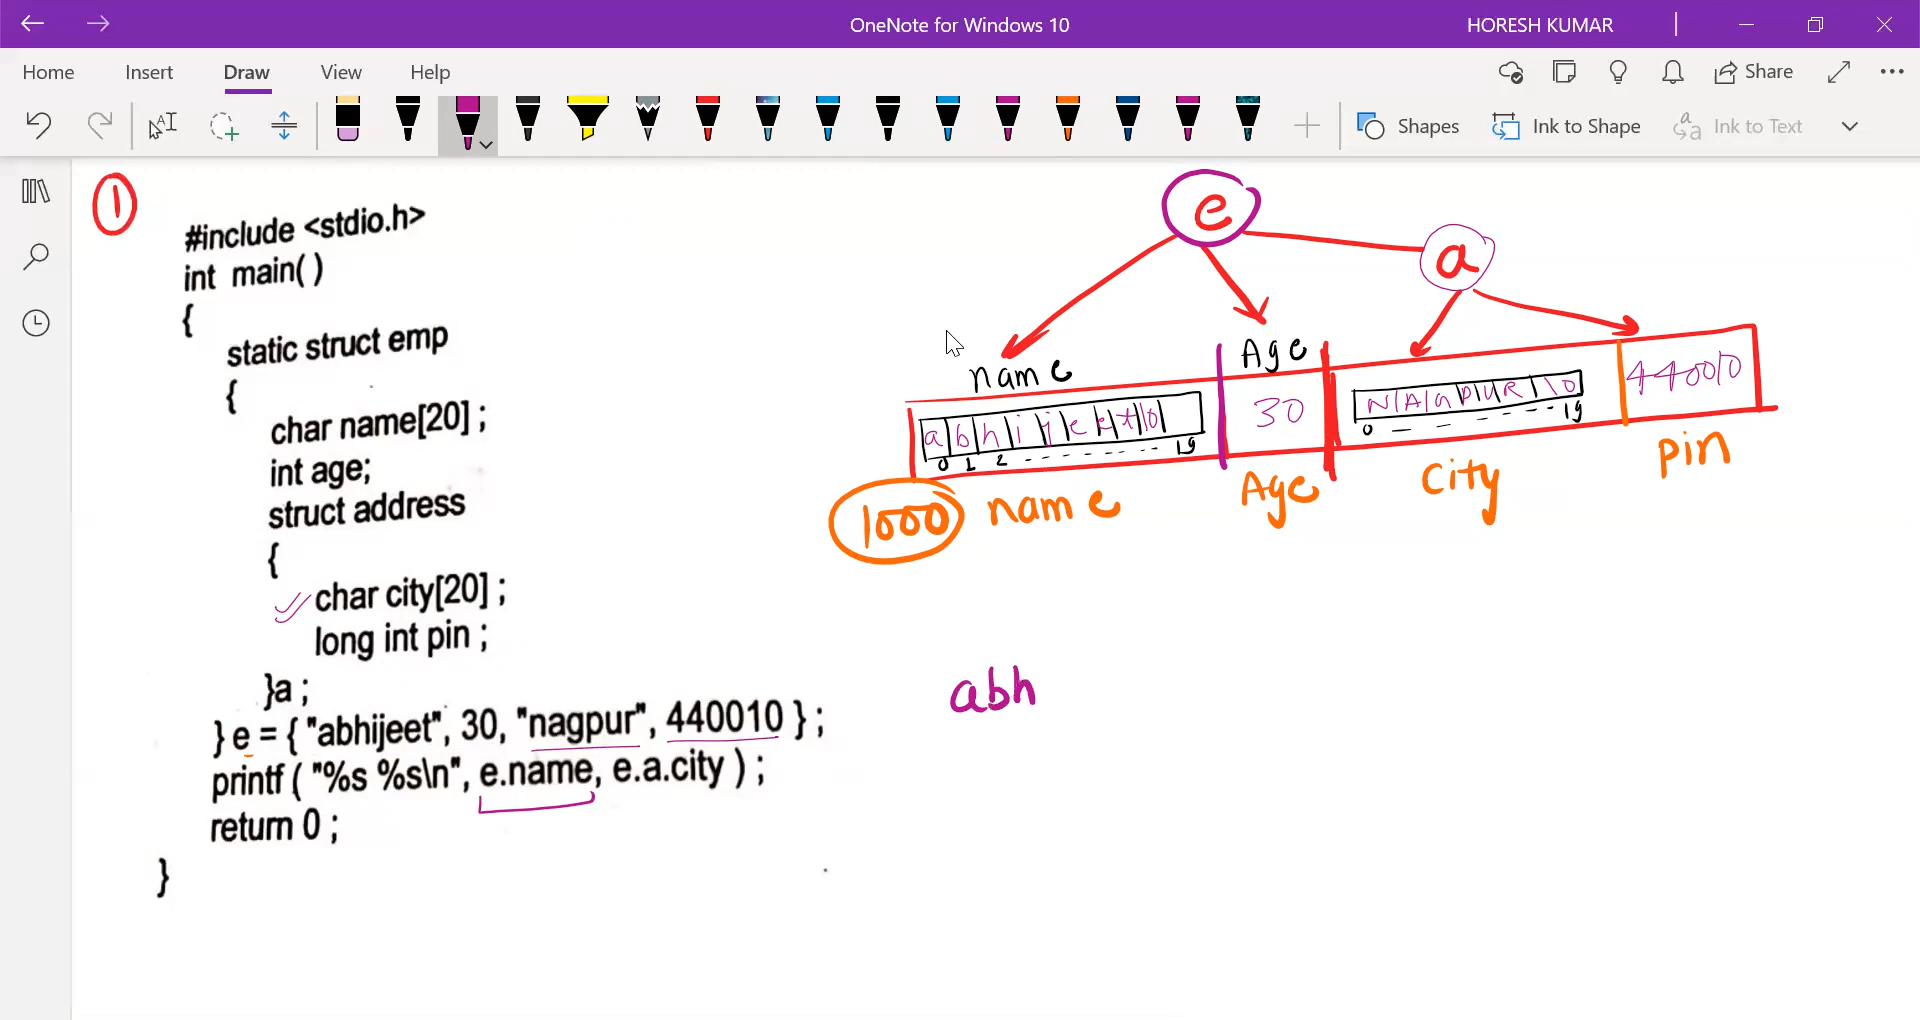 OneNote for Windows 10
HORESH KUMAR
Home Insert Draw View Help
Share
Shapes Ink to Shape Ink to Text
1
#include <stdio.h>
int main( )
{
static struct emp
{
char name[20] ;
int age;
struct address
{
char city[20] ;
long int pin ;
}a ;
} e = { "abhijeet", 30, "nagpur", 440010 } ;
printf ( "%s %s\n", e.name, e.a.city ) ;
return 0 ;
}
e
a
name Age
a b h i j e e t \0 30 N A G P U R \0 440010
0 1 2 19 0 19
1000 name Age City pin
abh